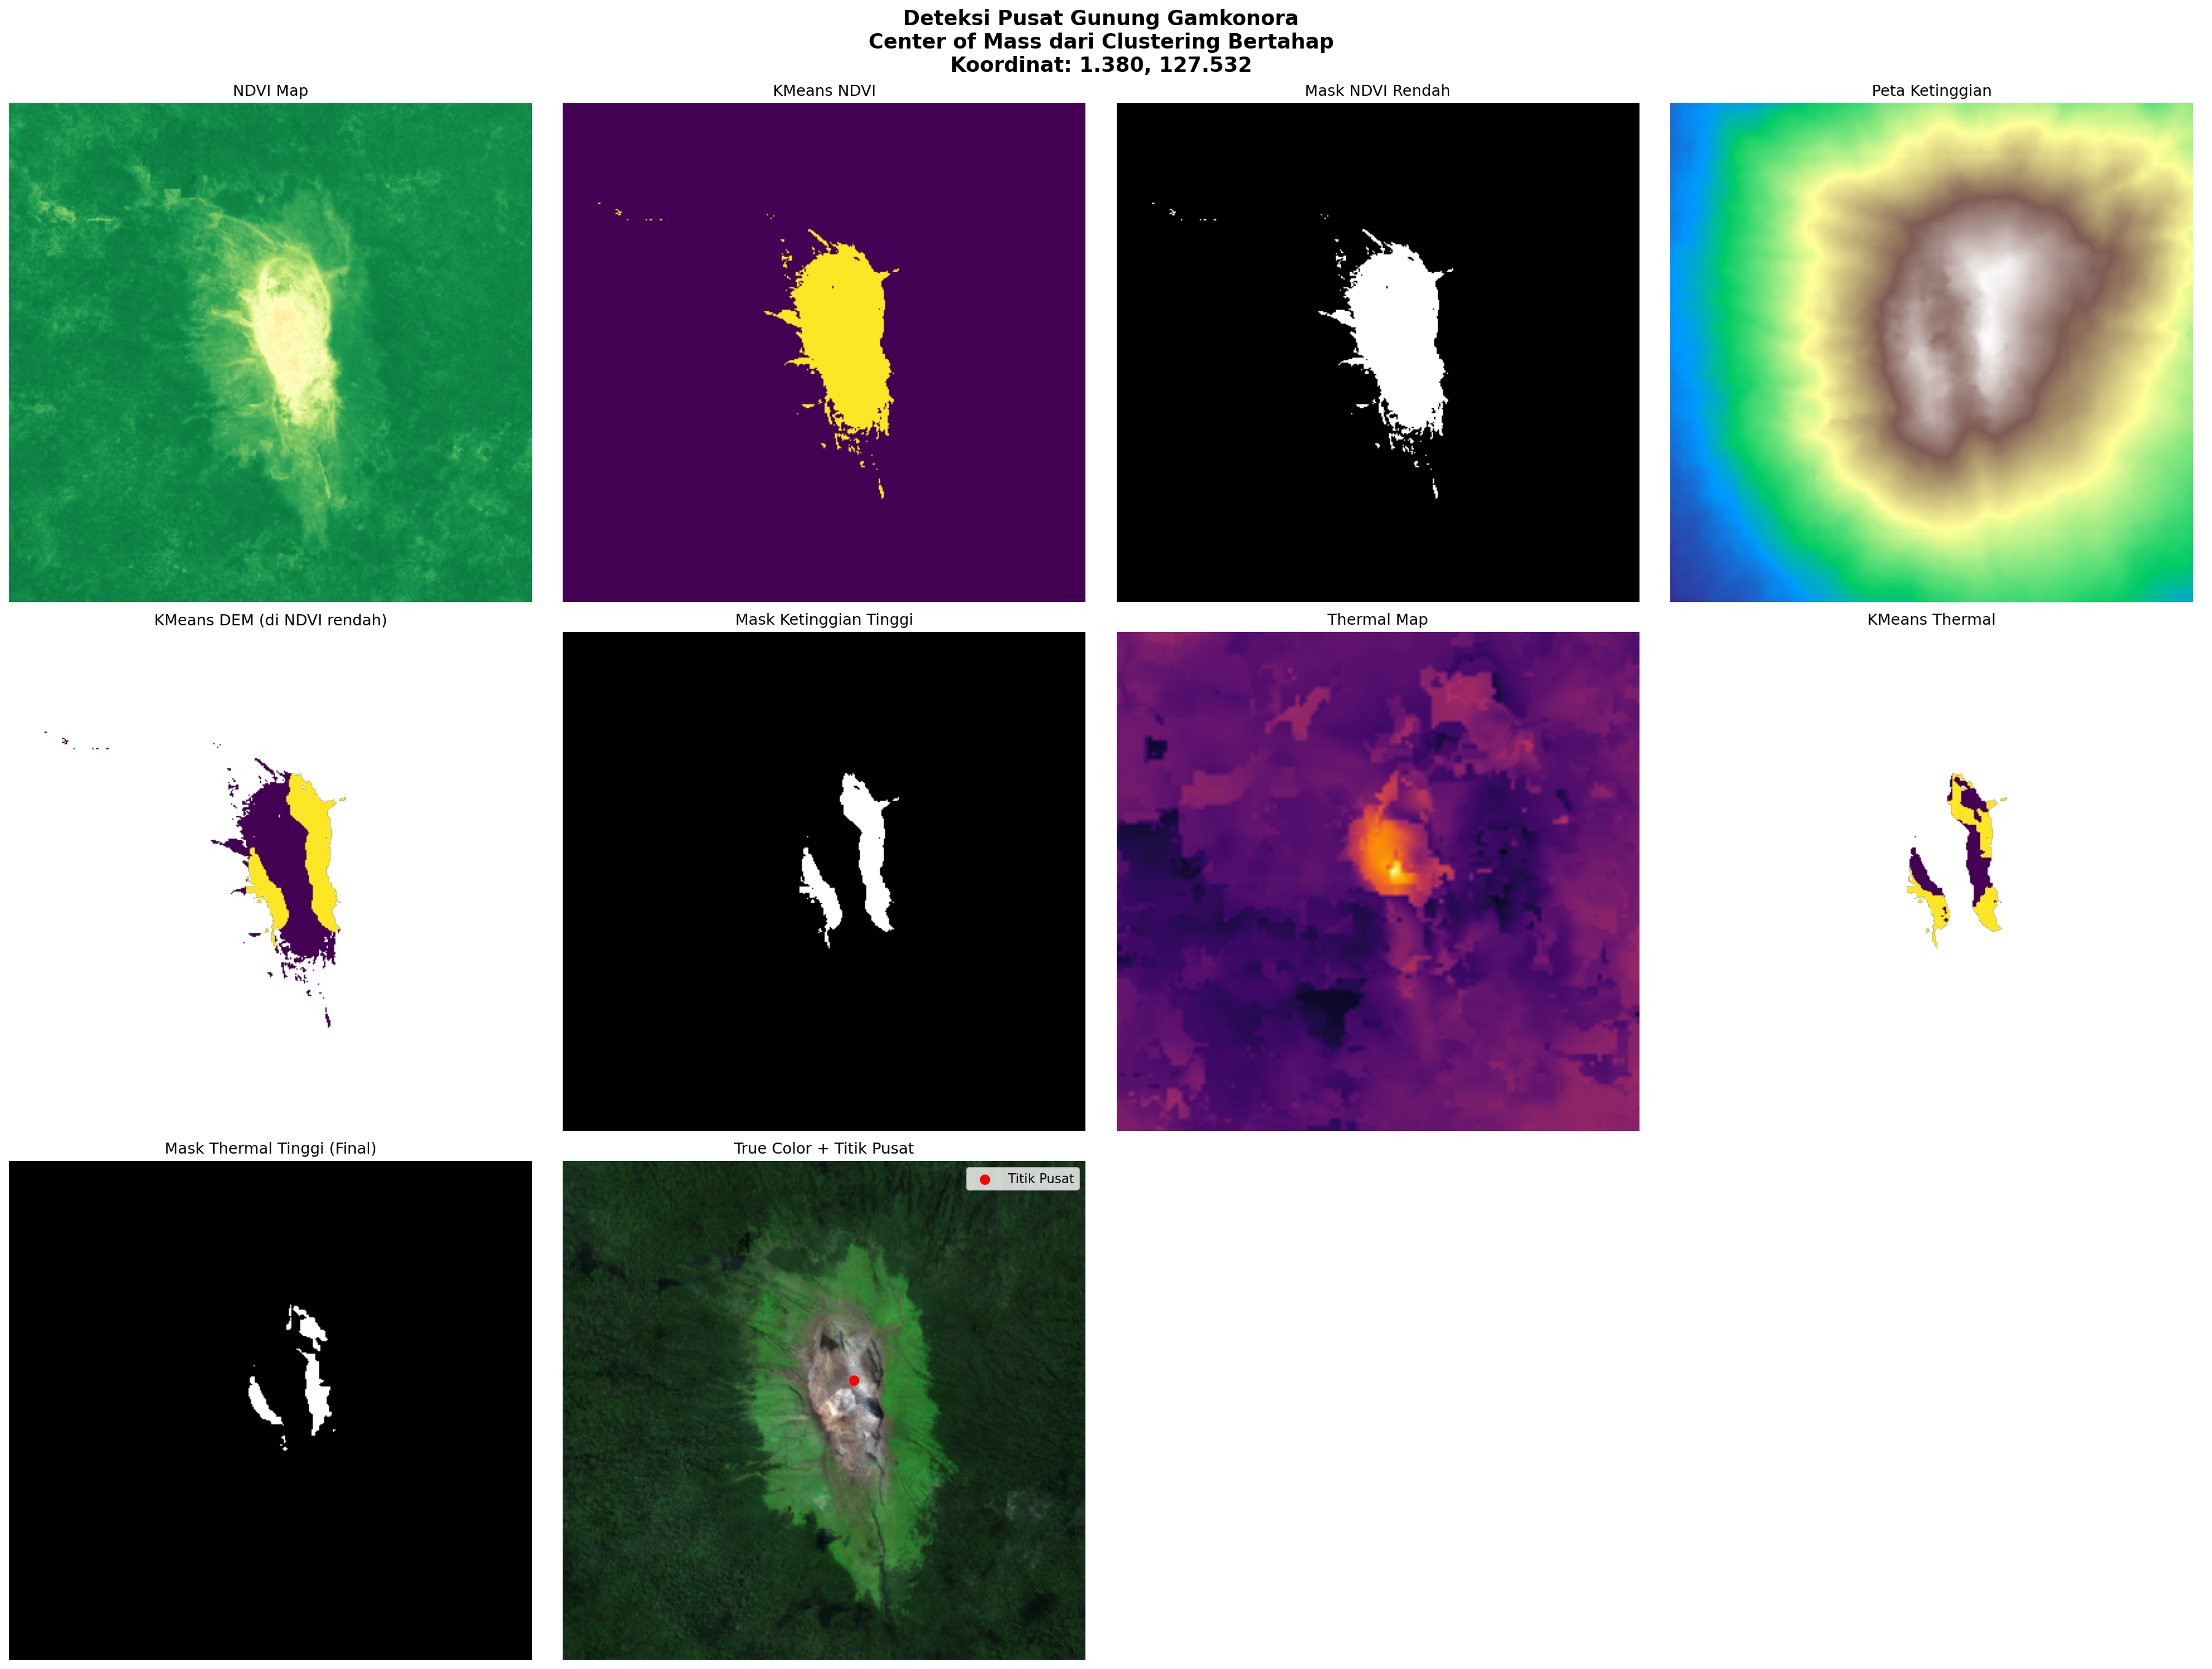 Deteksi Pusat Gunung Gamkonora
Center of Mass dari Clustering Bertahap
Koordinat: 1.380, 127.532
NDVI Map
KMeans NDVI
Mask NDVI Rendah
Peta Ketinggian
KMeans DEM (di NDVI rendah)
Mask Ketinggian Tinggi
Thermal Map
KMeans Thermal
Mask Thermal Tinggi (Final)
True Color + Titik Pusat
Titik Pusat